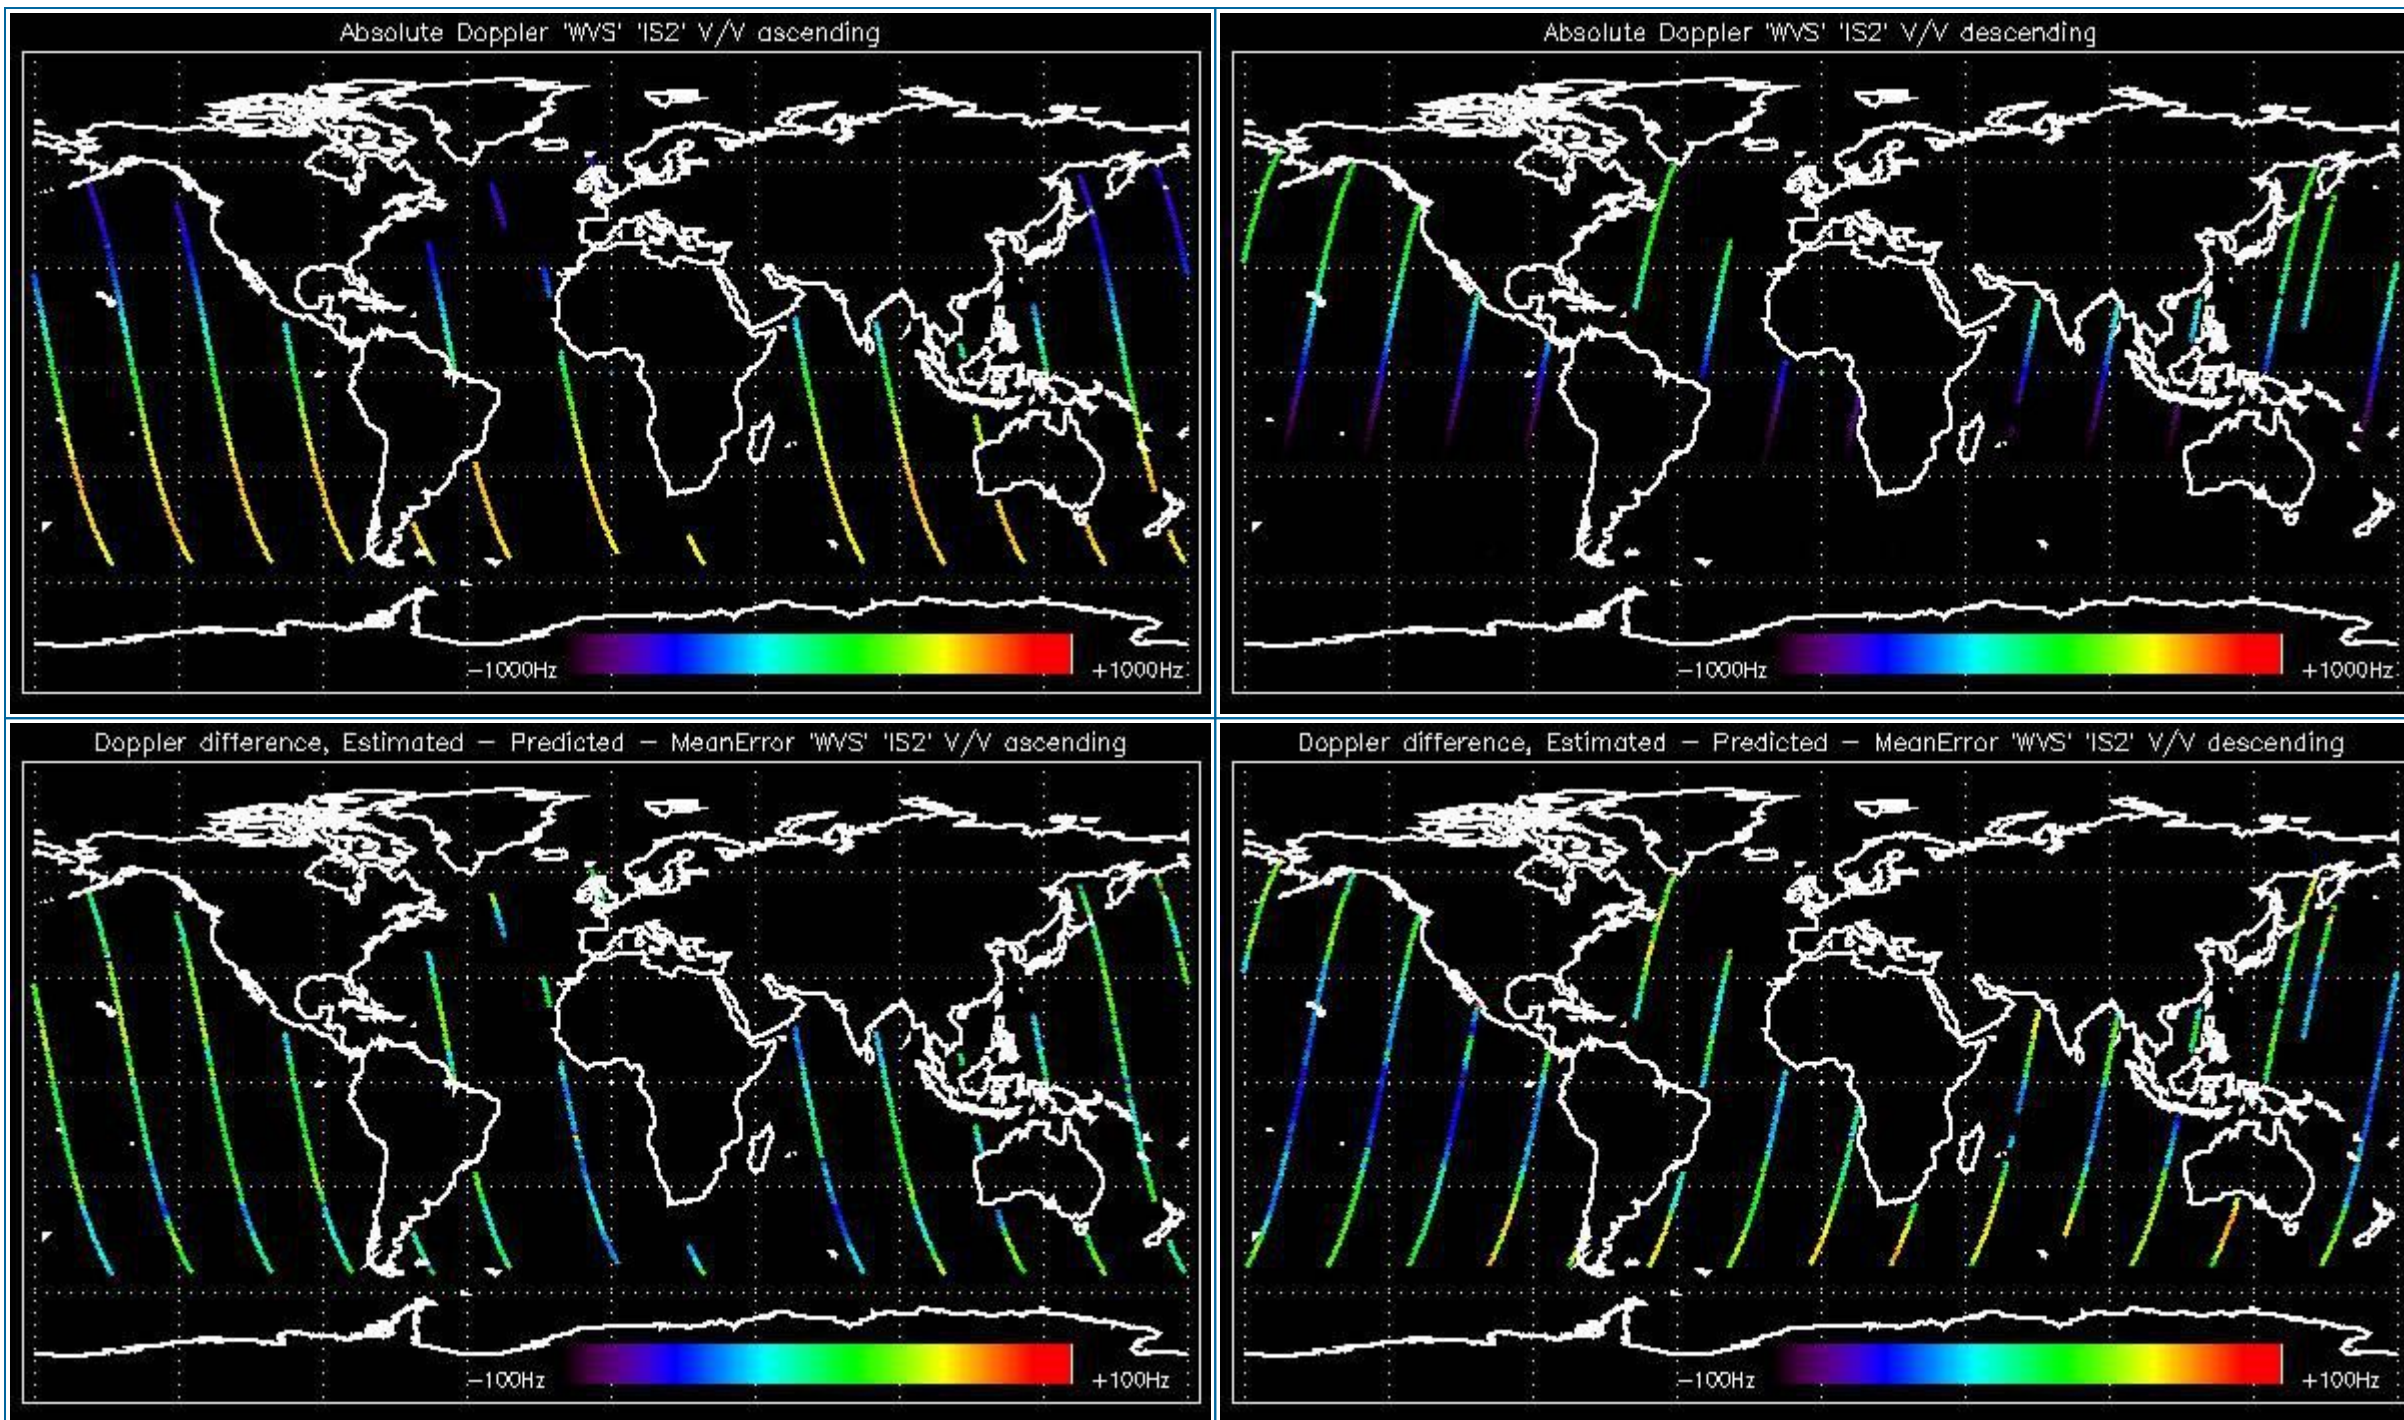 Absolute Doppler 'WVS' 'IS2' V/V ascending
-1000Hz
+1000Hz
Absolute Doppler 'WVS' 'IS2' V/V descending
-1000Hz
+1000Hz
Doppler difference, Estimated - Predicted - MeanError 'WVS' 'IS2' V/V ascending
-100Hz
+100Hz
Doppler difference, Estimated - Predicted - MeanError 'WVS' 'IS2' V/V descending
-100Hz
+100Hz